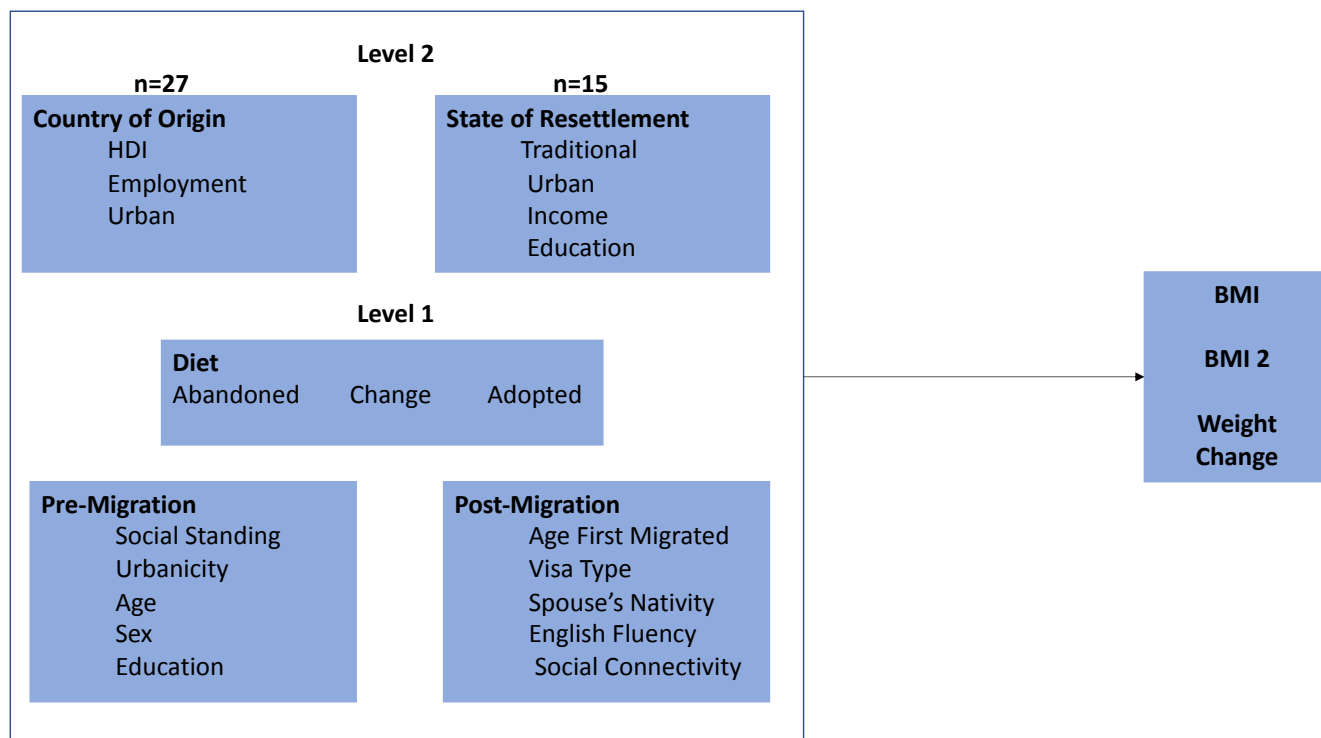 Level 2
n=27
n=15
Country of Origin
HDI
Employment
Urban
State of Resettlement
Traditional
Urban
Income
Education
Level 1
Diet
Abandoned Change Adopted
Pre-Migration
Social Standing
Urbanicity
Age
Sex
Education
Post-Migration
Age First Migrated
Visa Type
Spouse’s Nativity
English Fluency
Social Connectivity
BMI
BMI 2
Weight
Change